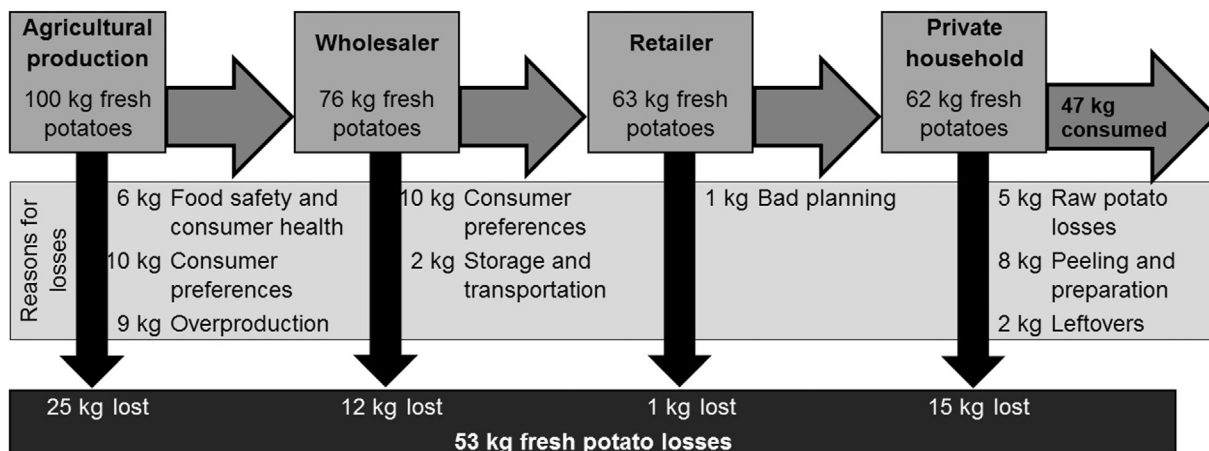 Agricultural
production
100 kg fresh
potatoes
Wholesaler
76 kg fresh
potatoes
Retailer
63 kg fresh
potatoes
Private
household
62 kg fresh
potatoes
47 kg
consumed
Reasons for
losses
6 kg Food safety and
consumer health
10 kg Consumer
preferences
9 kg Overproduction
10 kg Consumer
preferences
2 kg Storage and
transportation
1 kg Bad planning
5 kg Raw potato
losses
8 kg Peeling and
preparation
2 kg Leftovers
25 kg lost
12 kg lost
1 kg lost
15 kg lost
53 kg fresh potato losses